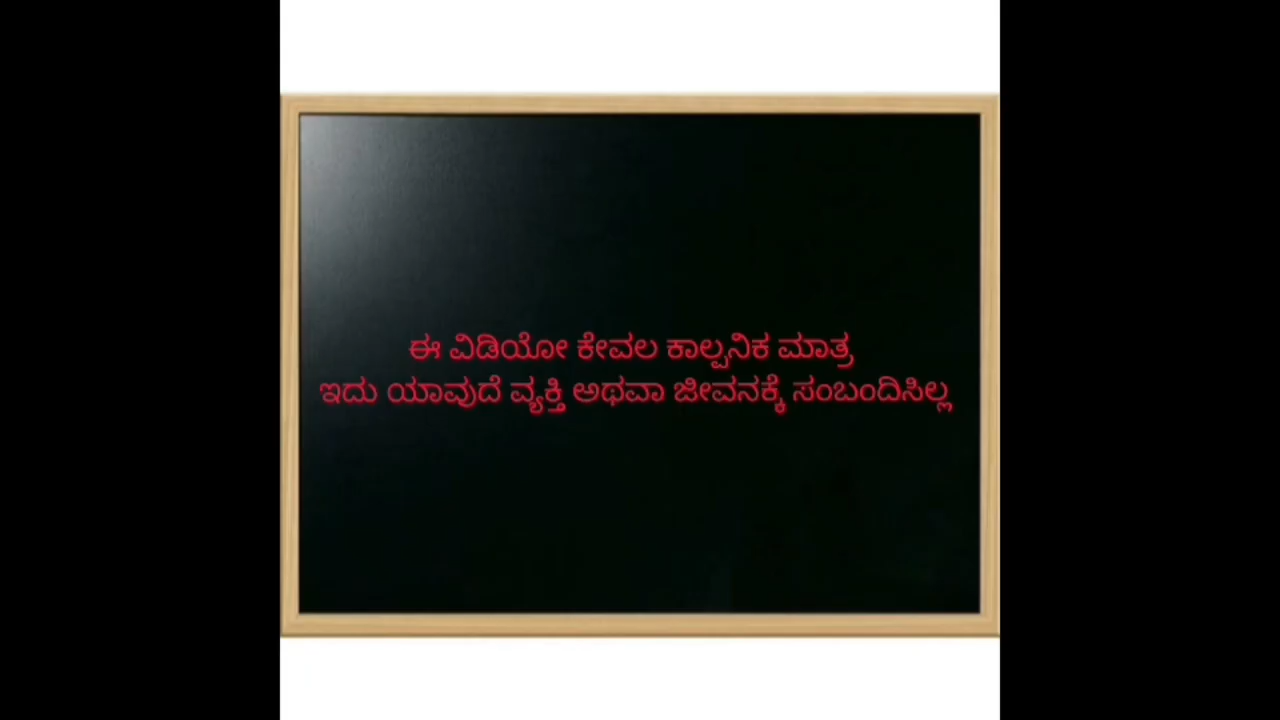 ಈ ವಿಡಿಯೋ ಕೇವಲ ಕಾಲ್ಪನಿಕ ಮಾತ್ರ
ಇದು ಯಾವುದೆ ವ್ಯಕ್ತಿ ಅಥವಾ ಜೀವನಕ್ಕೆ ಸಂಬಂದಿಸಿಲ್ಲ